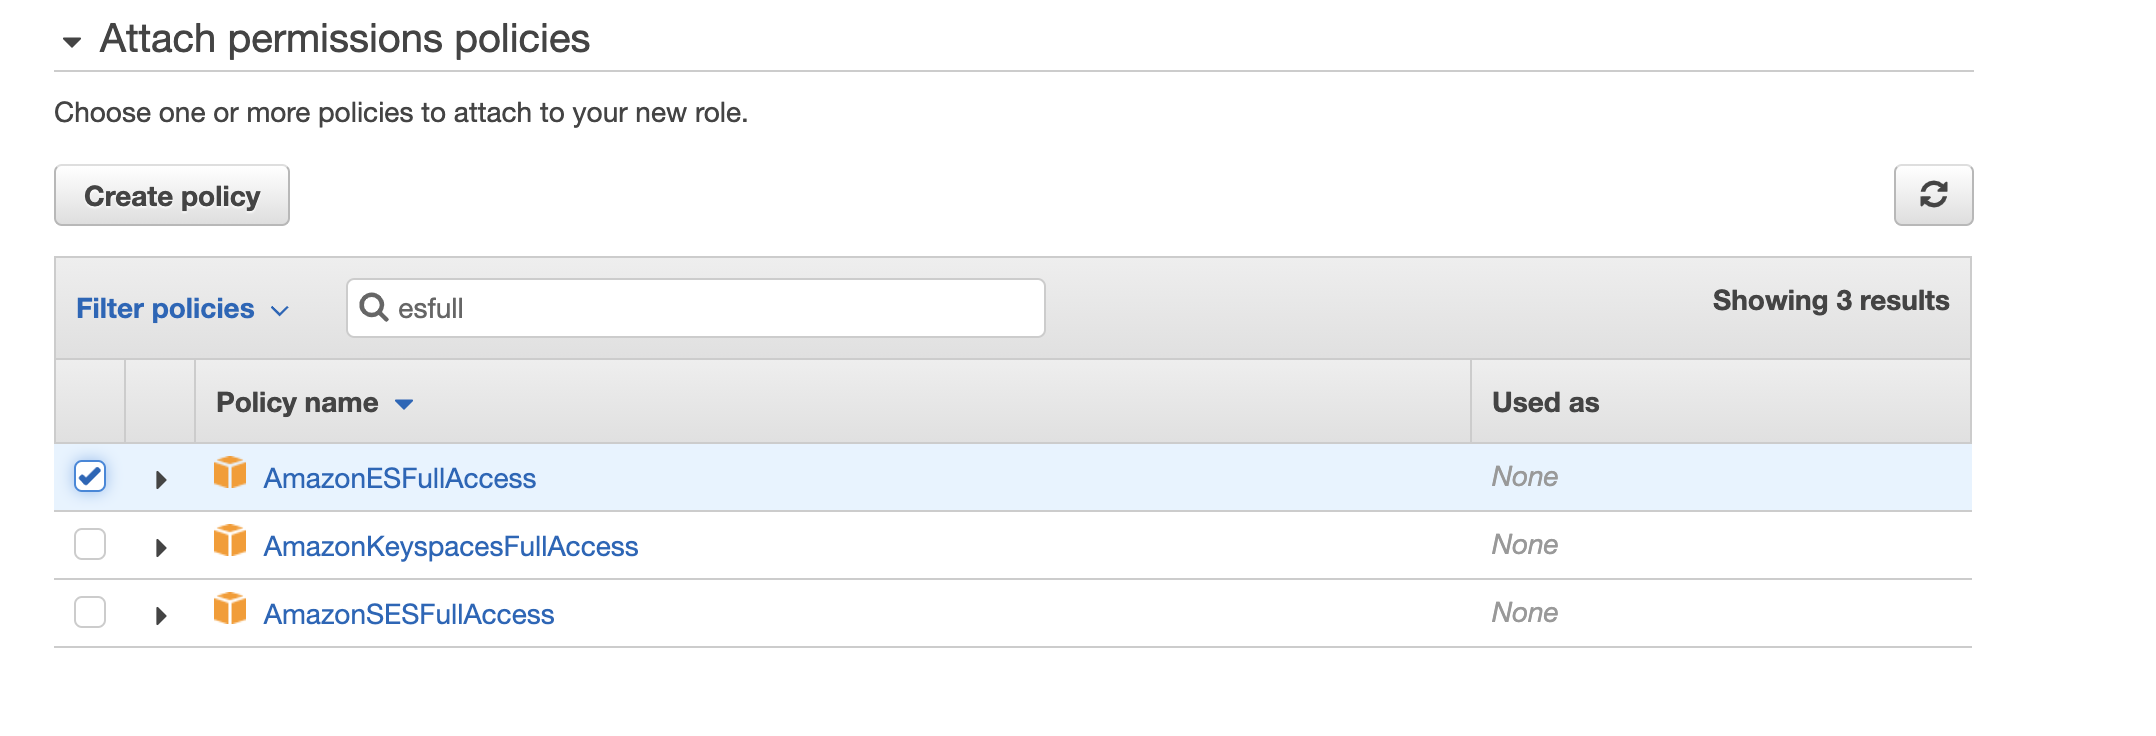 Attach permissions policies
Choose one or more policies to attach to your new role.
Create policy
Filter policies esfull Showing 3 results
Policy name Used as
AmazonESFullAccess None
AmazonKeyspacesFullAccess None
AmazonSESFullAccess None